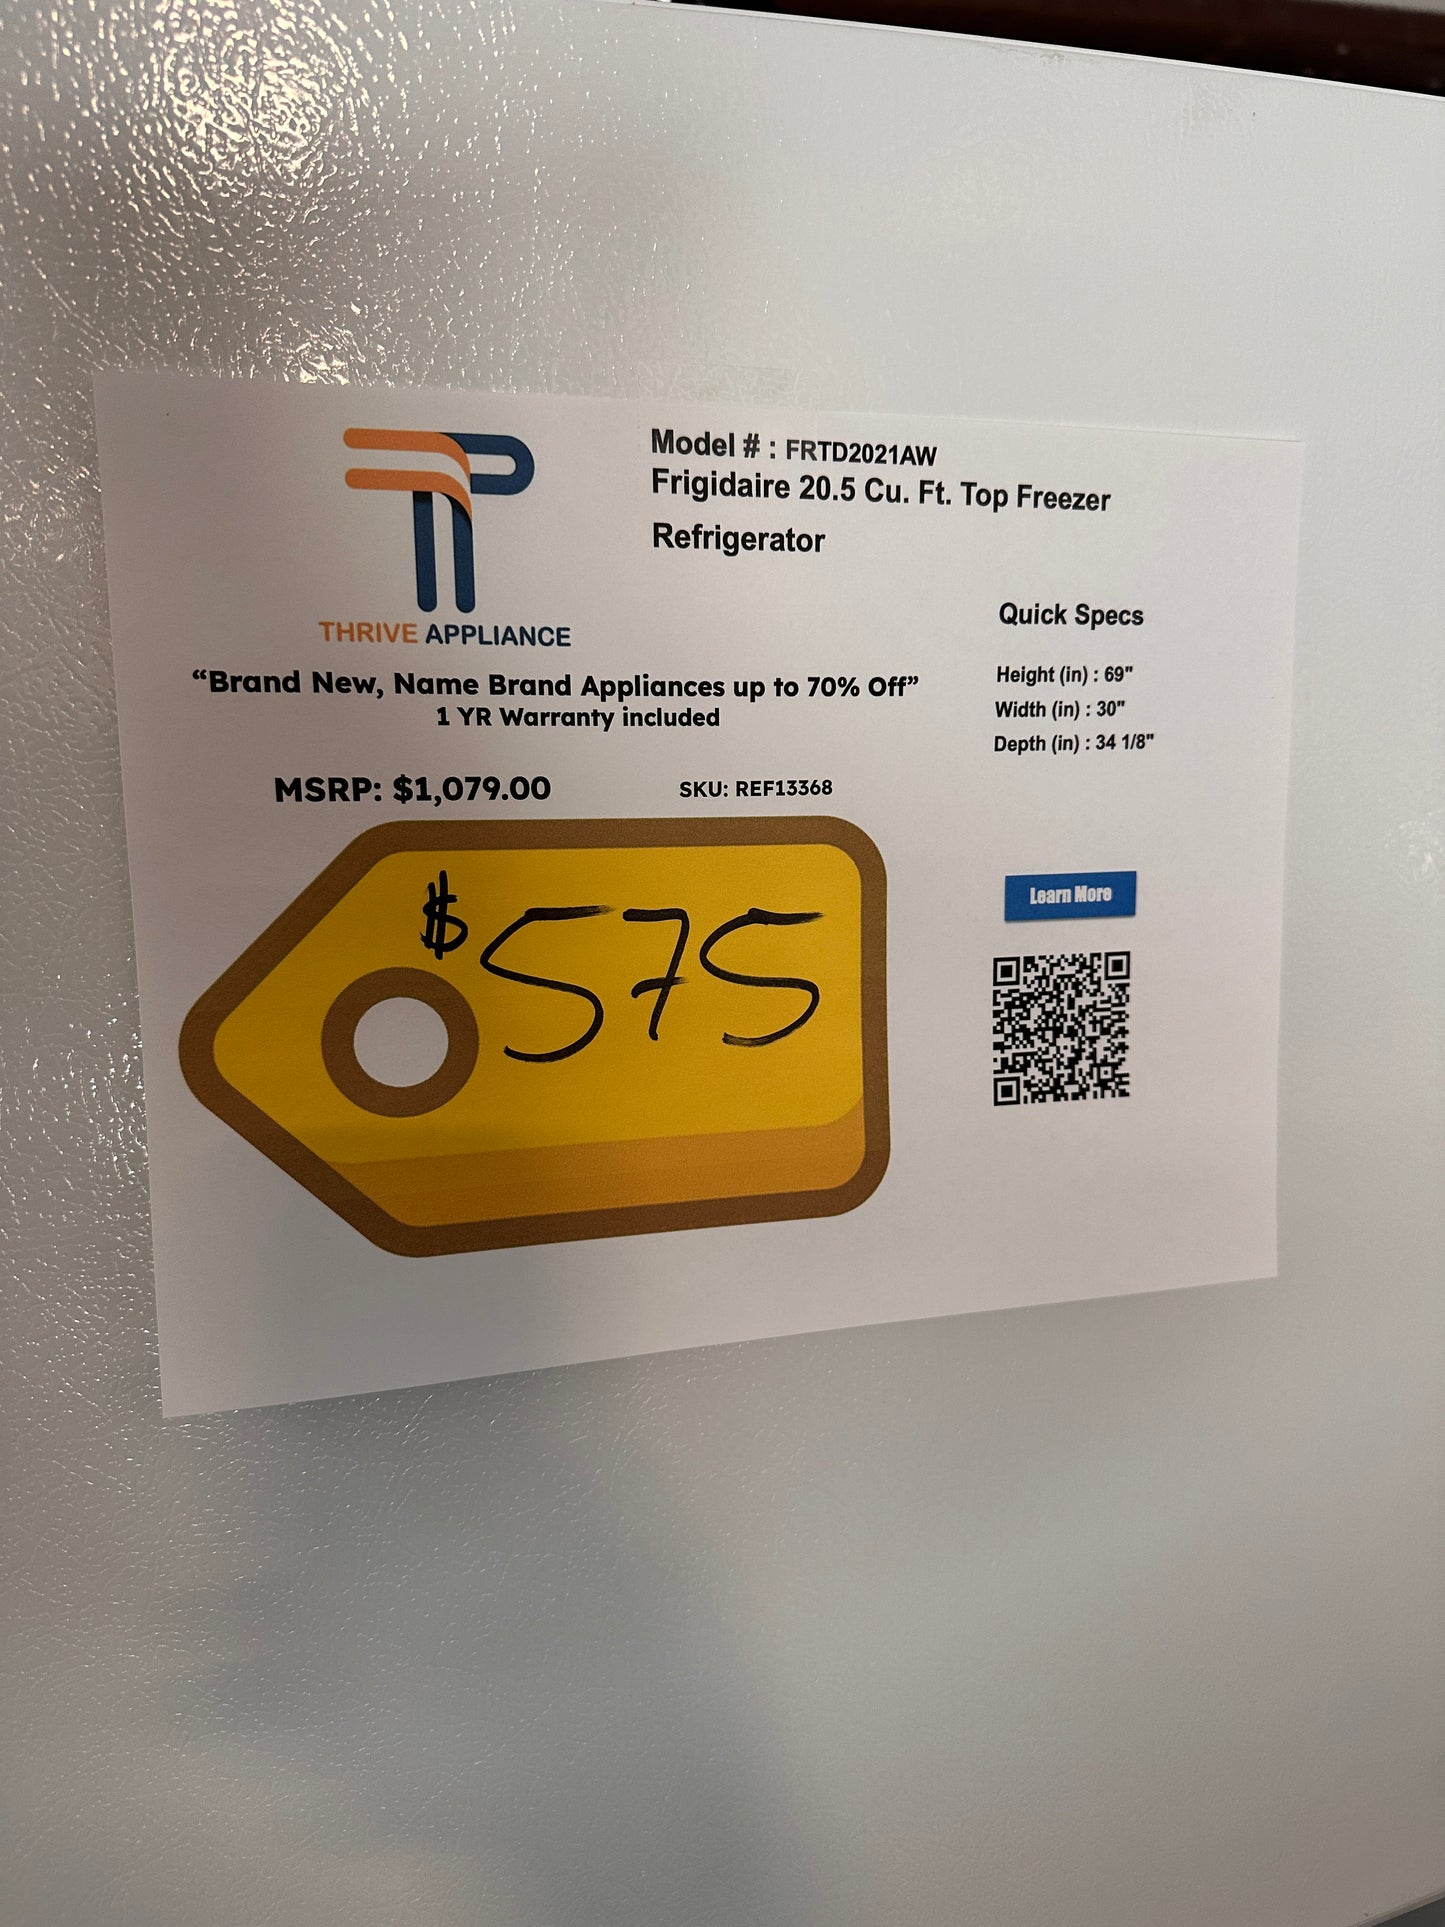 Model # : FRTD2021AW
Frigidaire 20.5 Cu. Ft. Top Freezer
Refrigerator
THRIVE APPLIANCE
“Brand New, Name Brand Appliances up to 70% Off”
1 YR Warranty included
MSRP: $1,079.00
SKU: REF13368
$575
Quick Specs
Height (in) : 69"
Width (in) : 30"
Depth (in) : 34 1/8"
Learn More